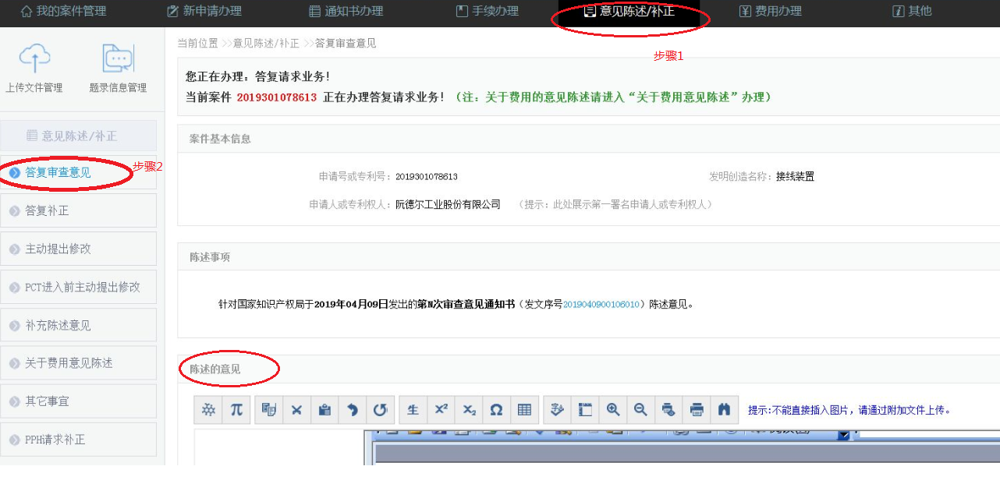 我的案件管理 新申请办理 通知书办理 手续办理 意见陈述/补正 费用办理 其他
步骤1
上传文件管理 题录信息管理
意见陈述/补正
答复审查意见
步骤2
答复补正
主动提出修改
PCT进入前主动提出修改
补充陈述意见
关于费用意见陈述
其它事宜
PPH请求补正
当前位置 >>意见陈述/补正 >>答复审查意见
您正在办理：答复请求业务！
当前案件 2019301078613 正在办理答复请求业务！（注：关于费用的意见陈述请进入“关于费用意见陈述”办理）
案件基本信息
申请号或专利号：2019301078613 发明创造名称：接线装置
申请人或专利权人：阮德尔工业股份有限公司 （提示：此处展示第一署名申请人或专利权人）
陈述事项
针对国家知识产权局于2019年04月09日发出的第N次审查意见通知书（发文序号2019040900106010）陈述意见。
陈述的意见
π 生 X² X₂ Ω 提示:不能直接插入图片，请通过附加文件上传。